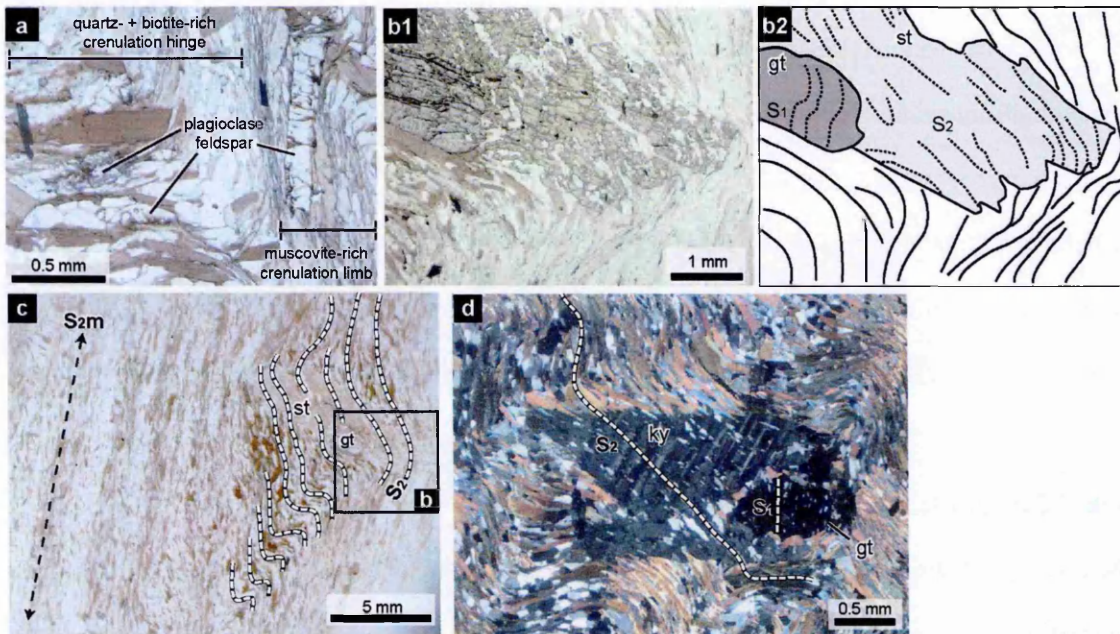 a
quartz- + biotite-rich
crenulation hinge
plagioclase
feldspar
muscovite-rich
crenulation limb
0.5 mm
b1
1 mm
b2
st
gt
S1
S2
c
S2m
st
gt
S2
b
5 mm
d
S2
ky
S1
gt
0.5 mm